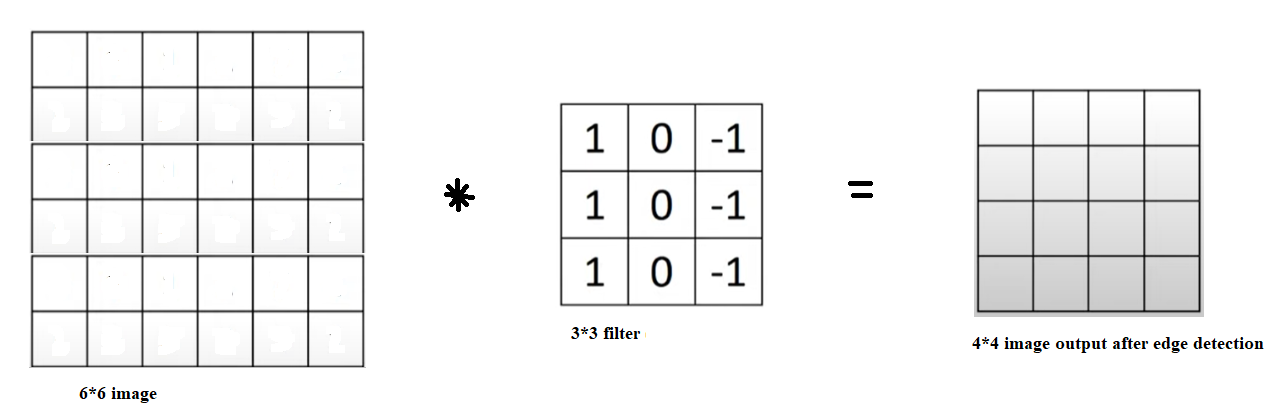 *
1 0 -1
1 0 -1
1 0 -1
=
3*3 filter
4*4 image output after edge detection
6*6 image